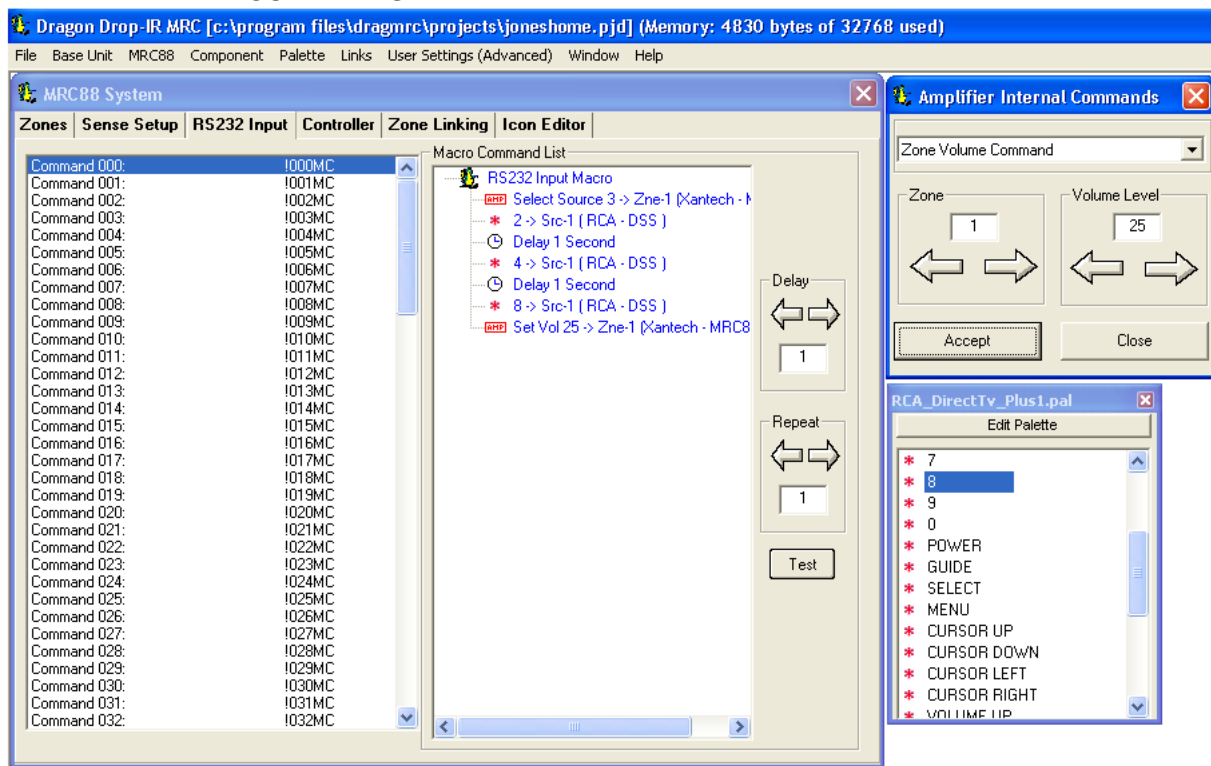 Dragon Drop-IR MRC [c:\program files\dragmrc\projects\joneshome.pjd] (Memory: 4830 bytes of 32768 used)
File Base Unit MRC88 Component Palette Links User Settings (Advanced) Window Help
MRC88 System
Zones Sense Setup RS232 Input Controller Zone Linking Icon Editor
Command 000: !000MC
Command 001: !001MC
Command 002: !002MC
Command 003: !003MC
Command 004: !004MC
Command 005: !005MC
Command 006: !006MC
Command 007: !007MC
Command 008: !008MC
Command 009: !009MC
Command 010: !010MC
Command 011: !011MC
Command 012: !012MC
Command 013: !013MC
Command 014: !014MC
Command 015: !015MC
Command 016: !016MC
Command 017: !017MC
Command 018: !018MC
Command 019: !019MC
Command 020: !020MC
Command 021: !021MC
Command 022: !022MC
Command 023: !023MC
Command 024: !024MC
Command 025: !025MC
Command 026: !026MC
Command 027: !027MC
Command 028: !028MC
Command 029: !029MC
Command 030: !030MC
Command 031: !031MC
Command 032: !032MC
Macro Command List
RS232 Input Macro
AMP Select Source 3 -> Zne-1 (Xantech - M
* 2 -> Src-1 ( RCA - DSS )
Delay 1 Second
* 4 -> Src-1 ( RCA - DSS )
Delay 1 Second
* 8 -> Src-1 ( RCA - DSS )
AMP Set Vol 25 -> Zne-1 (Xantech - MRC8
Delay
1
Repeat
1
Test
Amplifier Internal Commands
Zone Volume Command
Zone
1
Volume Level
25
Accept
Close
RCA_DirectTv_Plus1.pal
Edit Palette
* 7
* 8
* 9
* 0
* POWER
* GUIDE
* SELECT
* MENU
* CURSOR UP
* CURSOR DOWN
* CURSOR LEFT
* CURSOR RIGHT
* VOLUME UP